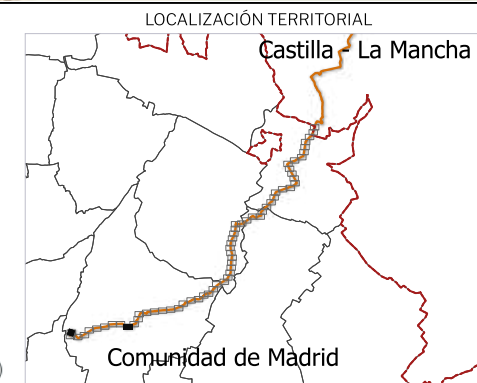 LOCALIZACIÓN TERRITORIAL
Castilla - La Mancha
Comunidad de Madrid